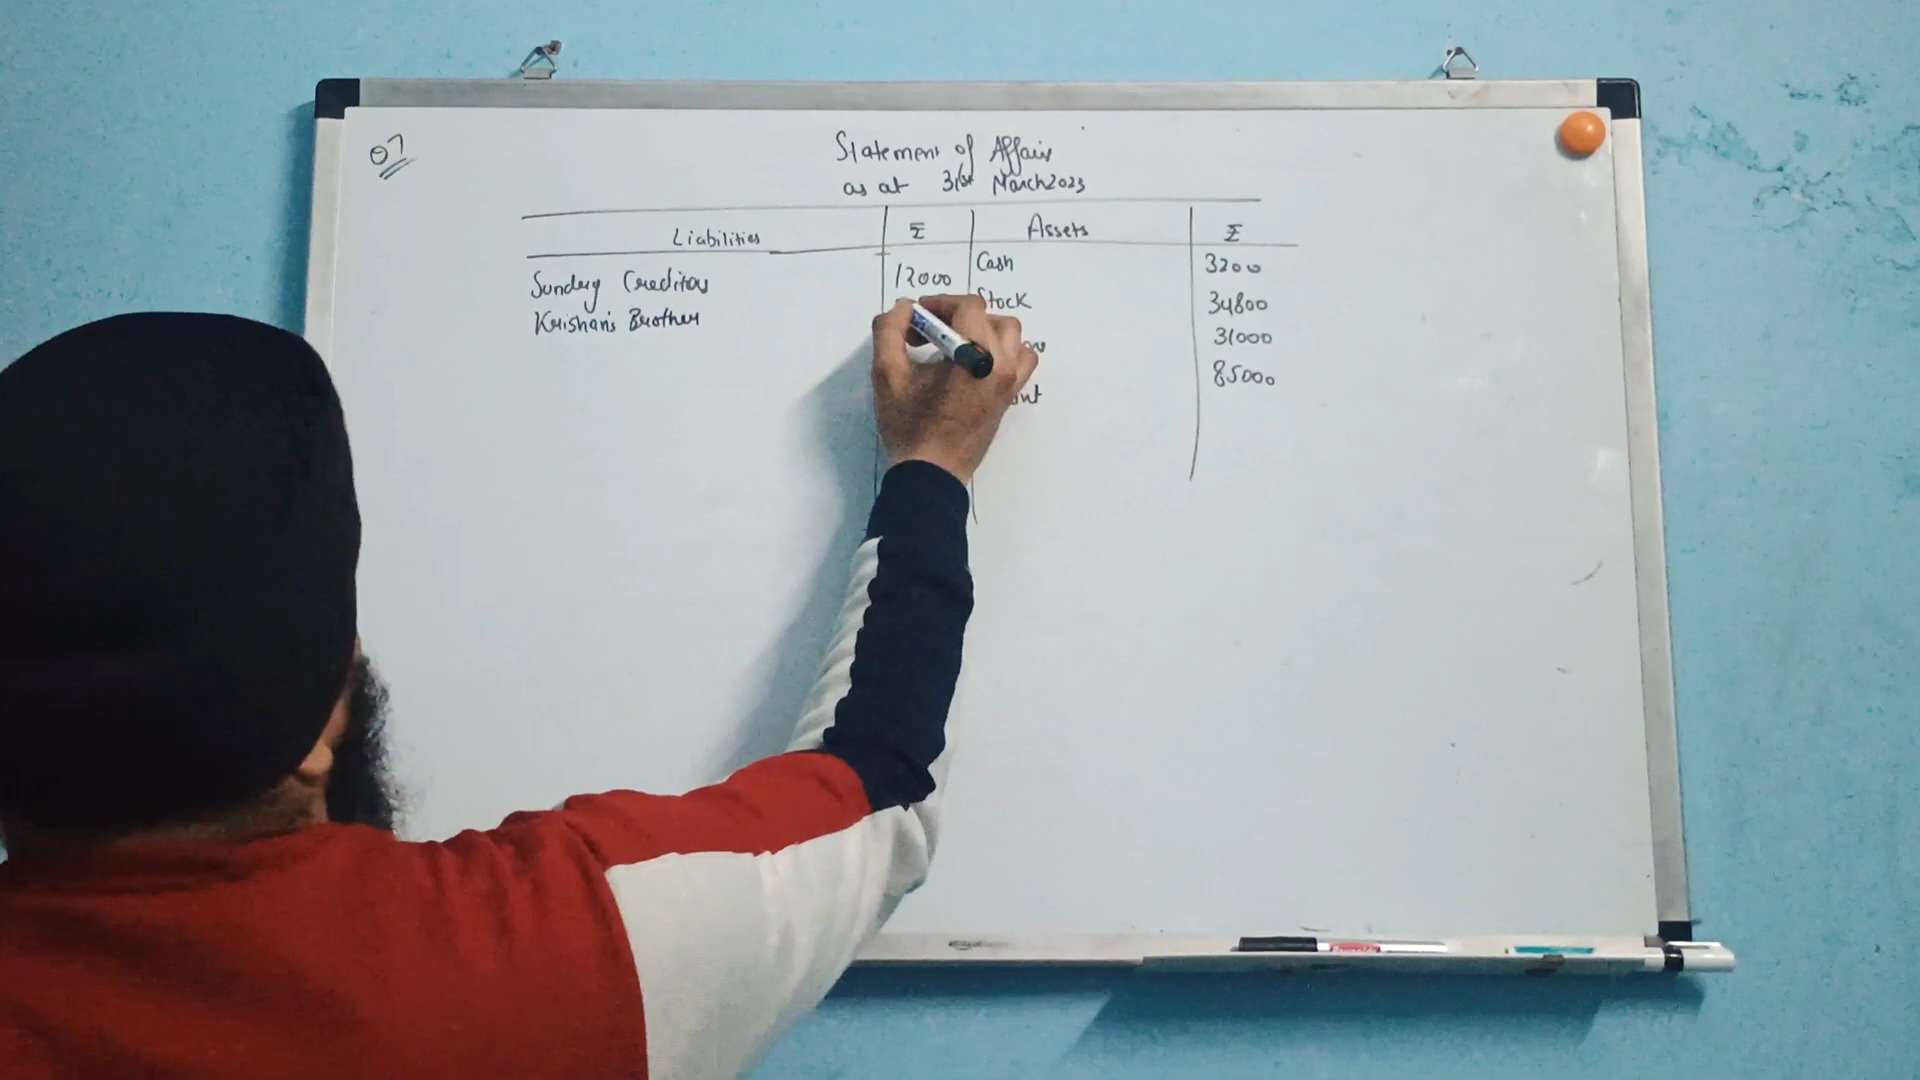 07
Statement of Affair
as at 31st March 2023
Liabilities ₹ Assets ₹
Sundery Creditors 12000 Cash 3200
Krishan's Brother Stock 34800
31000
85000